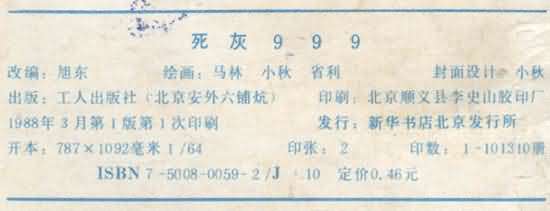 死灰999
改编：旭东 绘画：马林 小秋 省利 封面设计：小秋
出版：工人出版社（北京安外六铺炕） 印刷：北京顺义县李史山胶印厂
1988年3月第1版第1次印刷 发行：新华书店北京发行所
开本：787×1092毫米 1/64 印张：2 印数：1-101310册
ISBN 7-5008-0059-2/J·10 定价0.46元